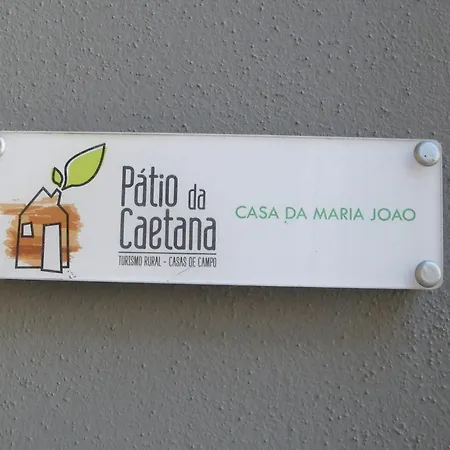 Pátio da
Caetana
TURISMO RURAL - CASAS DE CAMPO
CASA DA MARIA JOAO